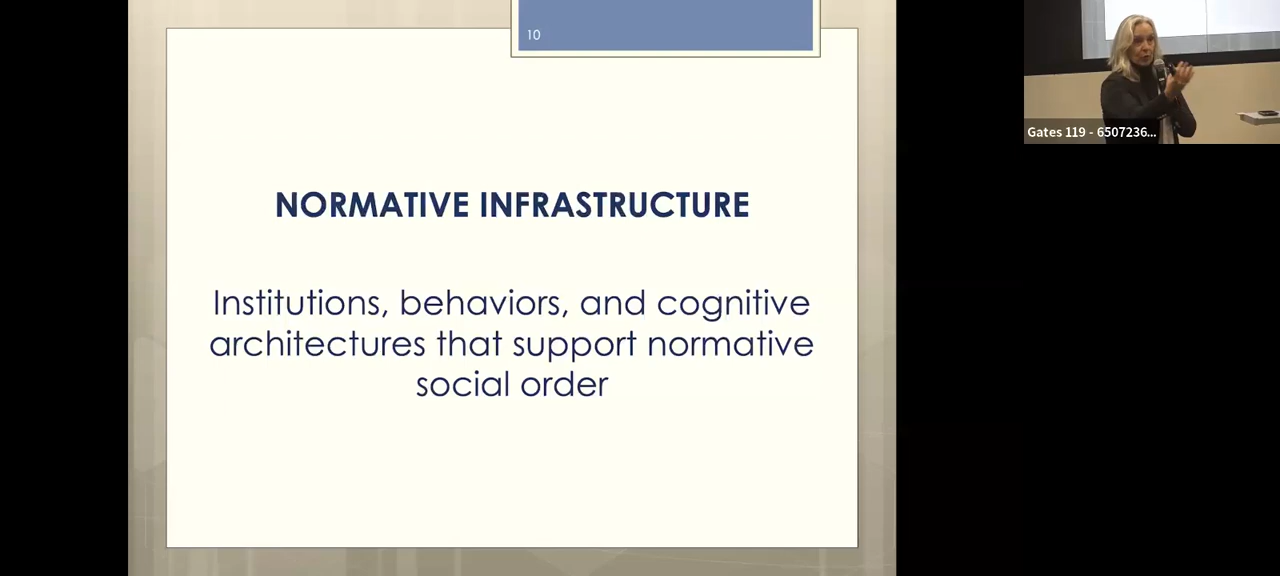 10
NORMATIVE INFRASTRUCTURE
Institutions, behaviors, and cognitive
architectures that support normative
social order
Gates 119 - 6507236...